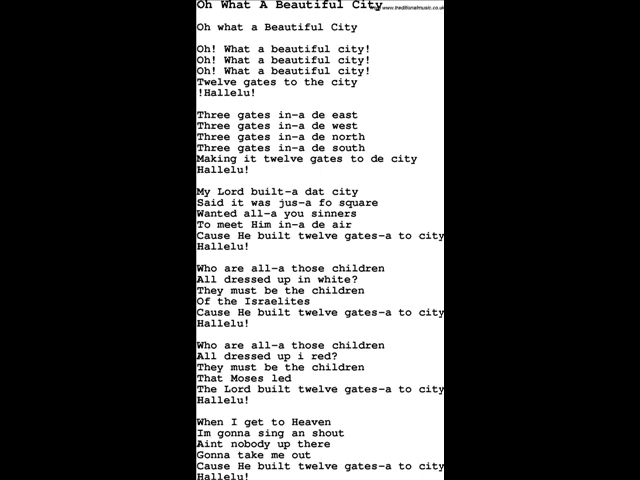 Oh What A Beautiful City
www.traditionalmusic.co.uk
Oh what a Beautiful City
Oh! What a beautiful city!
Oh! What a beautiful city!
Oh! What a beautiful city!
Twelve gates to the city
!Hallelu!
Three gates in-a de east
Three gates in-a de west
Three gates in-a de north
Three gates in-a de south
Making it twelve gates to de city
Hallelu!
My Lord built-a dat city
Said it was jus-a fo square
Wanted all-a you sinners
To meet Him in-a de air
Cause He built twelve gates-a to city
Hallelu!
Who are all-a those children
All dressed up in white?
They must be the children
Of the Israelites
Cause He built twelve gates-a to city
Hallelu!
Who are all-a those children
All dressed up i red?
They must be the children
That Moses led
The Lord built twelve gates-a to city
Hallelu!
When I get to Heaven
Im gonna sing an shout
Aint nobody up there
Gonna take me out
Cause He built twelve gates-a to city
Hallelu!